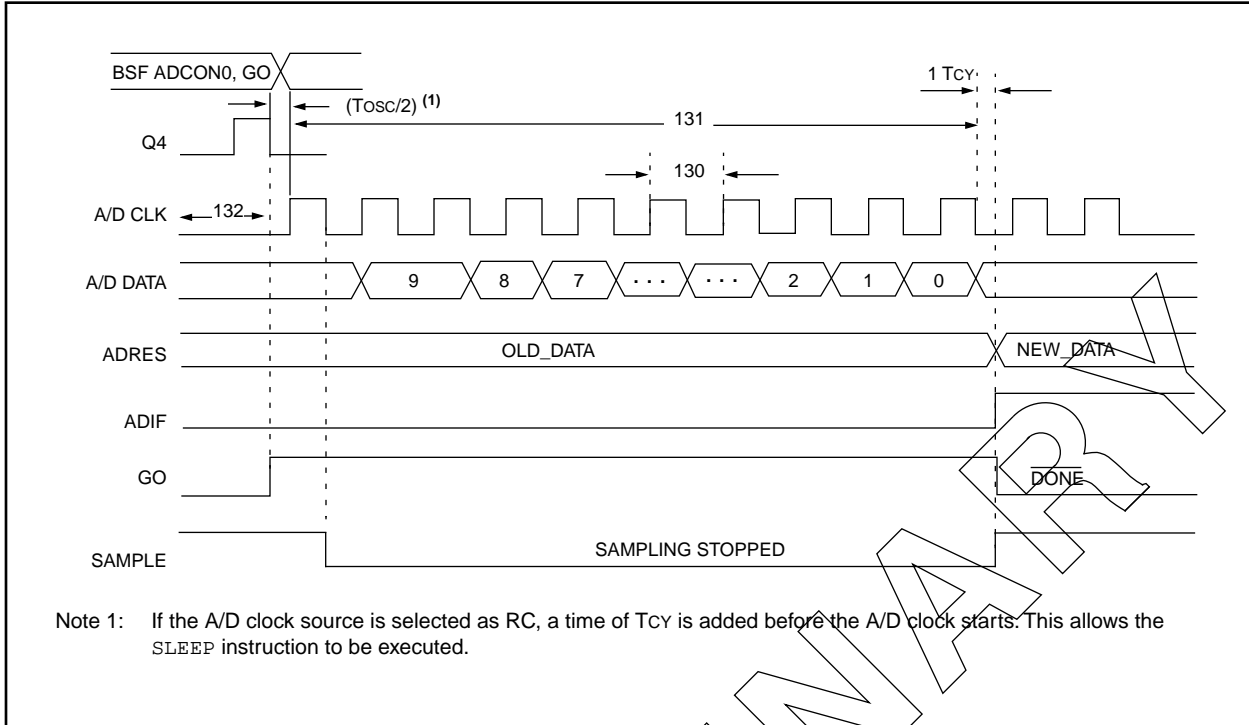 BSF ADCON0, GO
1 TCY
(TOSC/2) (1)
131
Q4
130
A/D CLK
132
A/D DATA
9 8 7 . . . . . . 2 1 0
ADRES
OLD_DATA
NEW_DATA
ADIF
GO
DONE
SAMPLE
SAMPLING STOPPED
Note 1: If the A/D clock source is selected as RC, a time of TCY is added before the A/D clock starts. This allows the
SLEEP instruction to be executed.
N A R Y